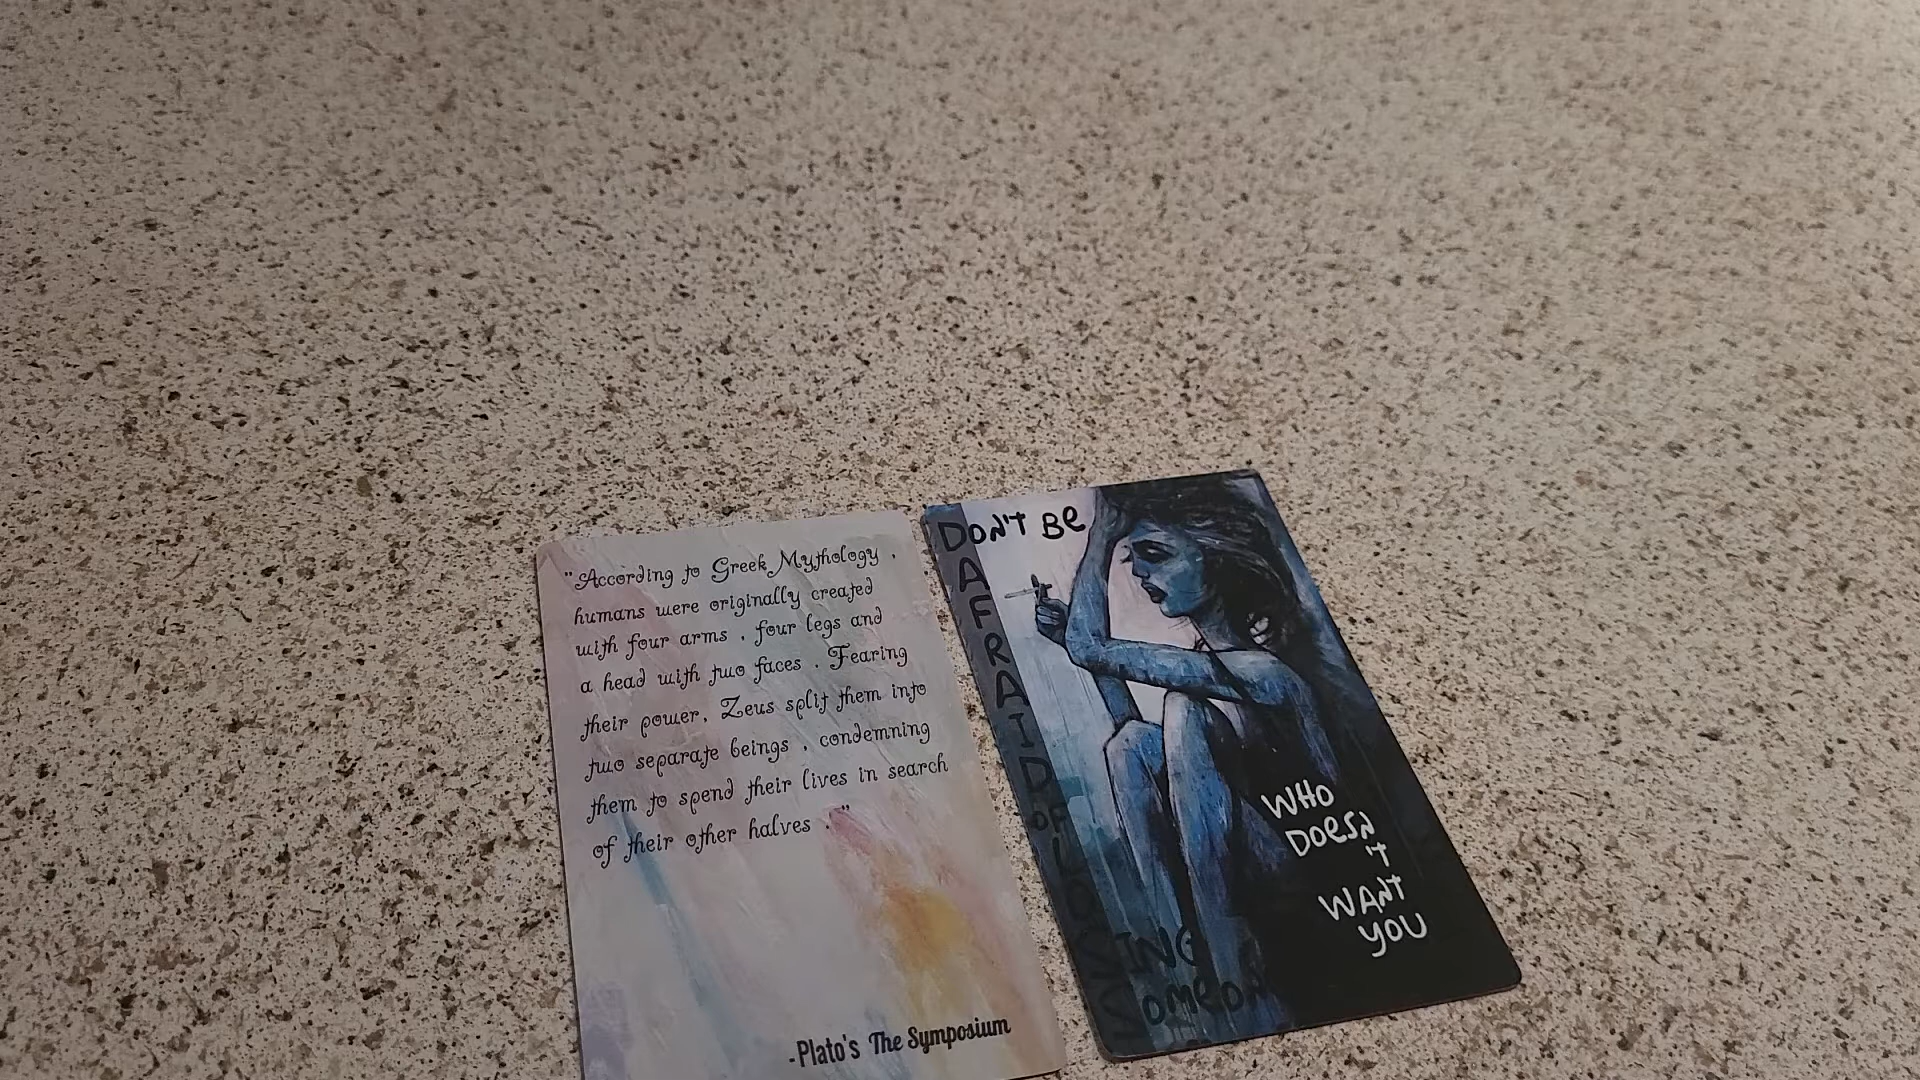 "According to Greek Mythology ,
humans were originally created
with four arms , four legs and
a head with two faces . Fearing
their power, Zeus split them into
two separate beings , condemning
them to spend their lives in search
of their other halves ."
-Plato's The Symposium
DON'T Be
AFRAID
OF
LOSING
SOMEON
WHO
DOESN
'T
WANT
YOU